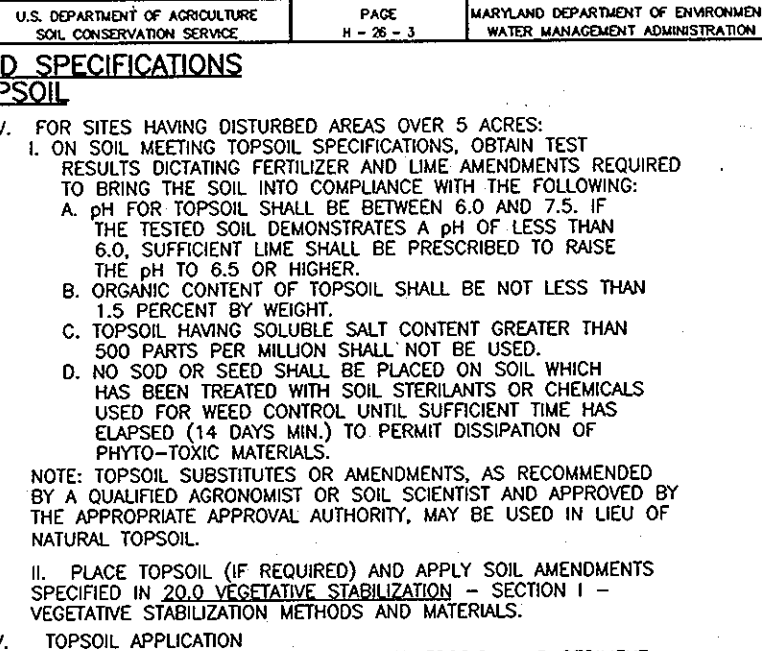 U.S. DEPARTMENT OF AGRICULTURE
SOIL CONSERVATION SERVICE
PAGE
H - 26 - 3
MARYLAND DEPARTMENT OF ENVIRONMEN
WATER MANAGEMENT ADMINISTRATION
D SPECIFICATIONS
PSOIL
V. FOR SITES HAVING DISTURBED AREAS OVER 5 ACRES:
I. ON SOIL MEETING TOPSOIL SPECIFICATIONS, OBTAIN TEST
RESULTS DICTATING FERTILIZER AND LIME AMENDMENTS REQUIRED
TO BRING THE SOIL INTO COMPLIANCE WITH THE FOLLOWING:
A. pH FOR TOPSOIL SHALL BE BETWEEN 6.0 AND 7.5. IF
THE TESTED SOIL DEMONSTRATES A pH OF LESS THAN
6.0, SUFFICIENT LIME SHALL BE PRESCRIBED TO RAISE
THE pH TO 6.5 OR HIGHER.
B. ORGANIC CONTENT OF TOPSOIL SHALL BE NOT LESS THAN
1.5 PERCENT BY WEIGHT.
C. TOPSOIL HAVING SOLUBLE SALT CONTENT GREATER THAN
500 PARTS PER MILLION SHALL NOT BE USED.
D. NO SOD OR SEED SHALL BE PLACED ON SOIL WHICH
HAS BEEN TREATED WITH SOIL STERILANTS OR CHEMICALS
USED FOR WEED CONTROL UNTIL SUFFICIENT TIME HAS
ELAPSED (14 DAYS MIN.) TO PERMIT DISSIPATION OF
PHYTO-TOXIC MATERIALS.
NOTE: TOPSOIL SUBSTITUTES OR AMENDMENTS, AS RECOMMENDED
BY A QUALIFIED AGRONOMIST OR SOIL SCIENTIST AND APPROVED BY
THE APPROPRIATE APPROVAL AUTHORITY, MAY BE USED IN LIEU OF
NATURAL TOPSOIL.
II. PLACE TOPSOIL (IF REQUIRED) AND APPLY SOIL AMENDMENTS
SPECIFIED IN 20.0 VEGETATIVE STABILIZATION - SECTION I -
VEGETATIVE STABILIZATION METHODS AND MATERIALS.
V. TOPSOIL APPLICATION